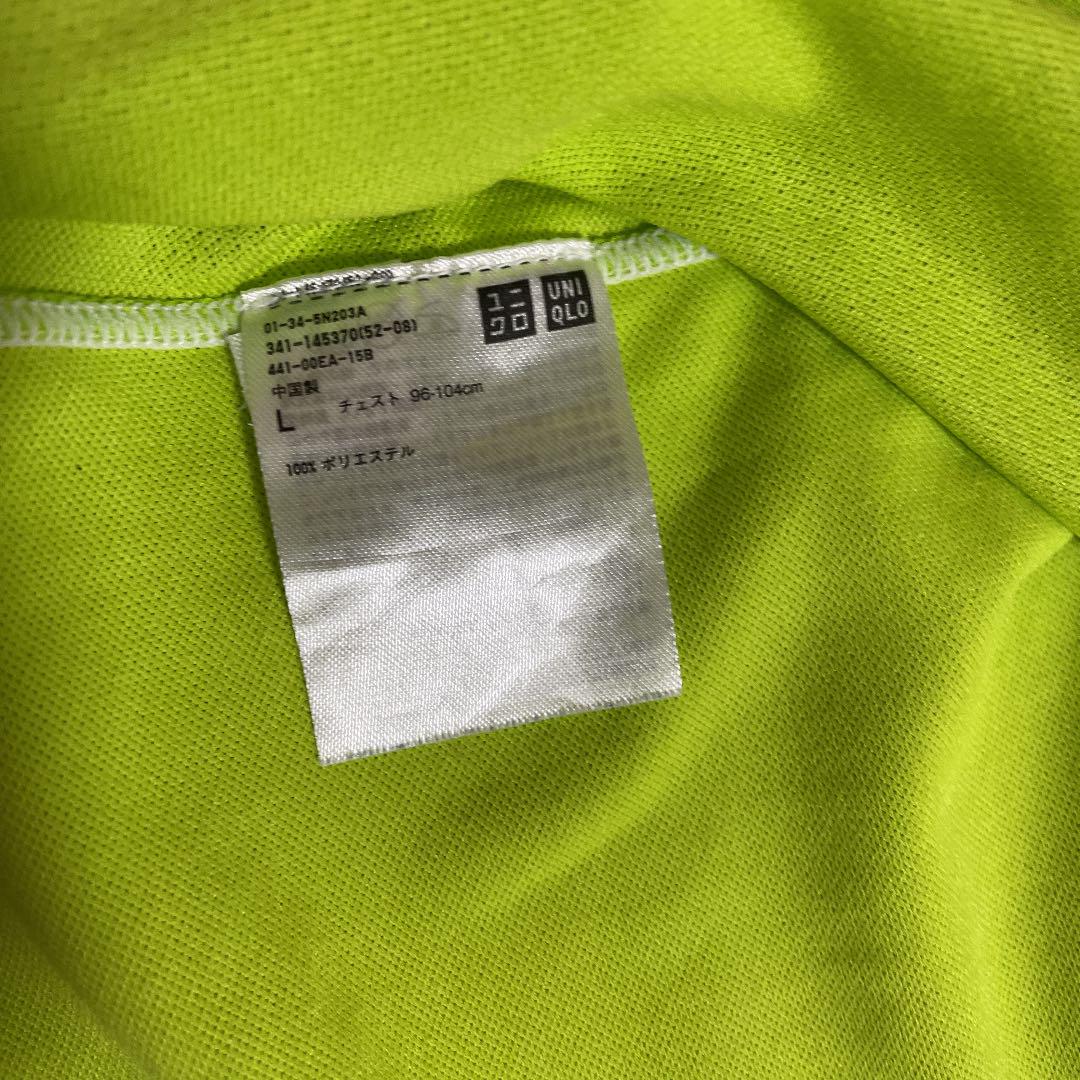 01-34-5N203A
341-145370(52-08)
441-00EA-15B
中国製
L チェスト 96-104cm
100% ポリエステル
ユニ
クロ
UNI
QLO